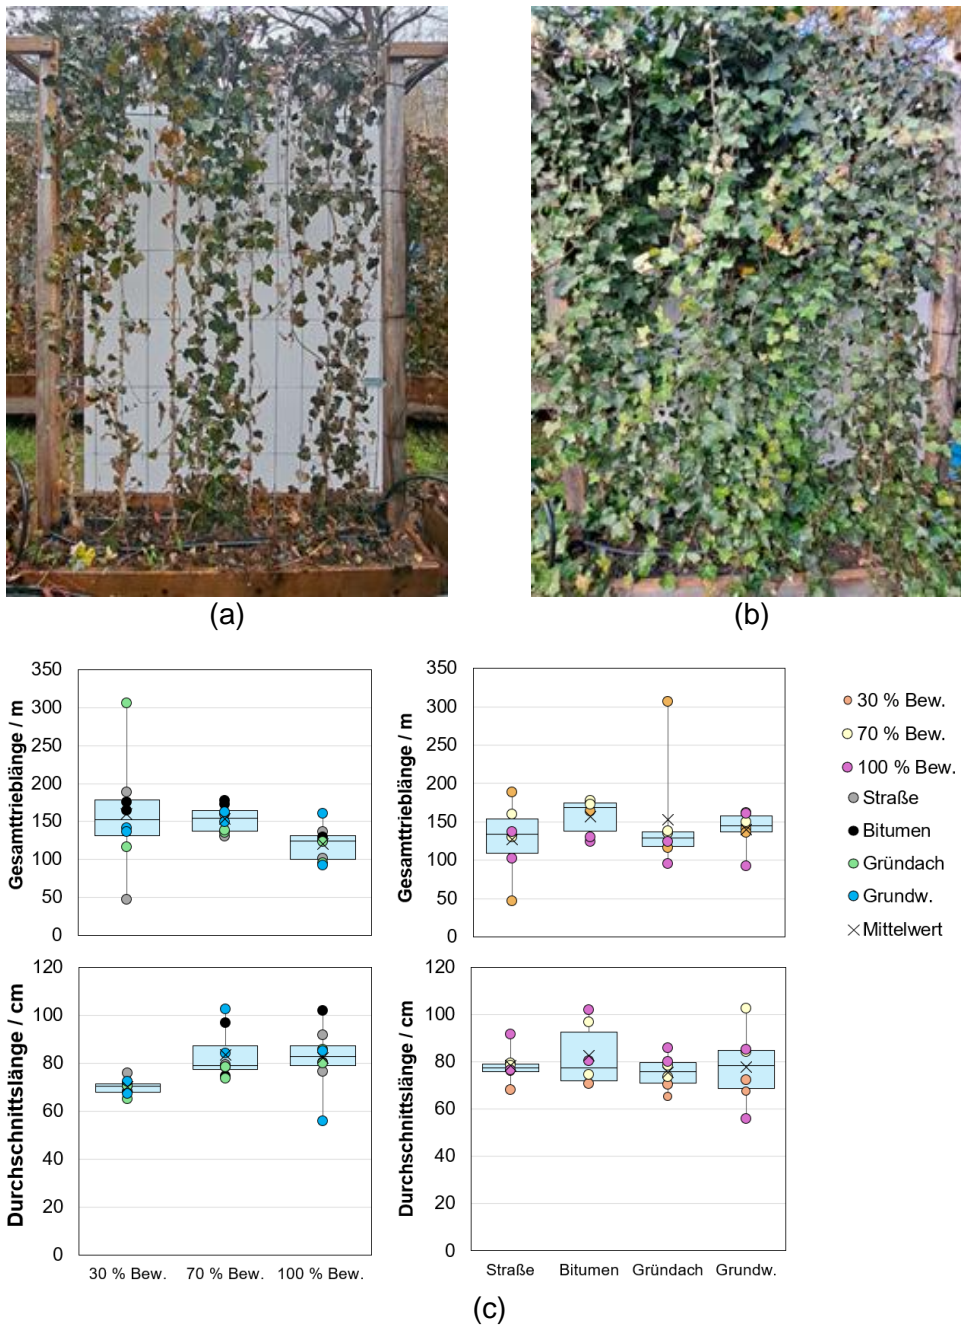 (a)
(b)
Gesamttrieblänge / m
350
300
250
200
150
100
50
0
Gesamttrieblänge / m
350
300
250
200
150
100
50
0
30 % Bew.
70 % Bew.
100 % Bew.
Straße
Bitumen
Gründach
Grundw.
Mittelwert
Durchschnittslänge / cm
120
100
80
60
40
20
0
30 % Bew.
70 % Bew.
100 % Bew.
Durchschnittslänge / cm
120
100
80
60
40
20
0
Straße
Bitumen
Gründach
Grundw.
(c)